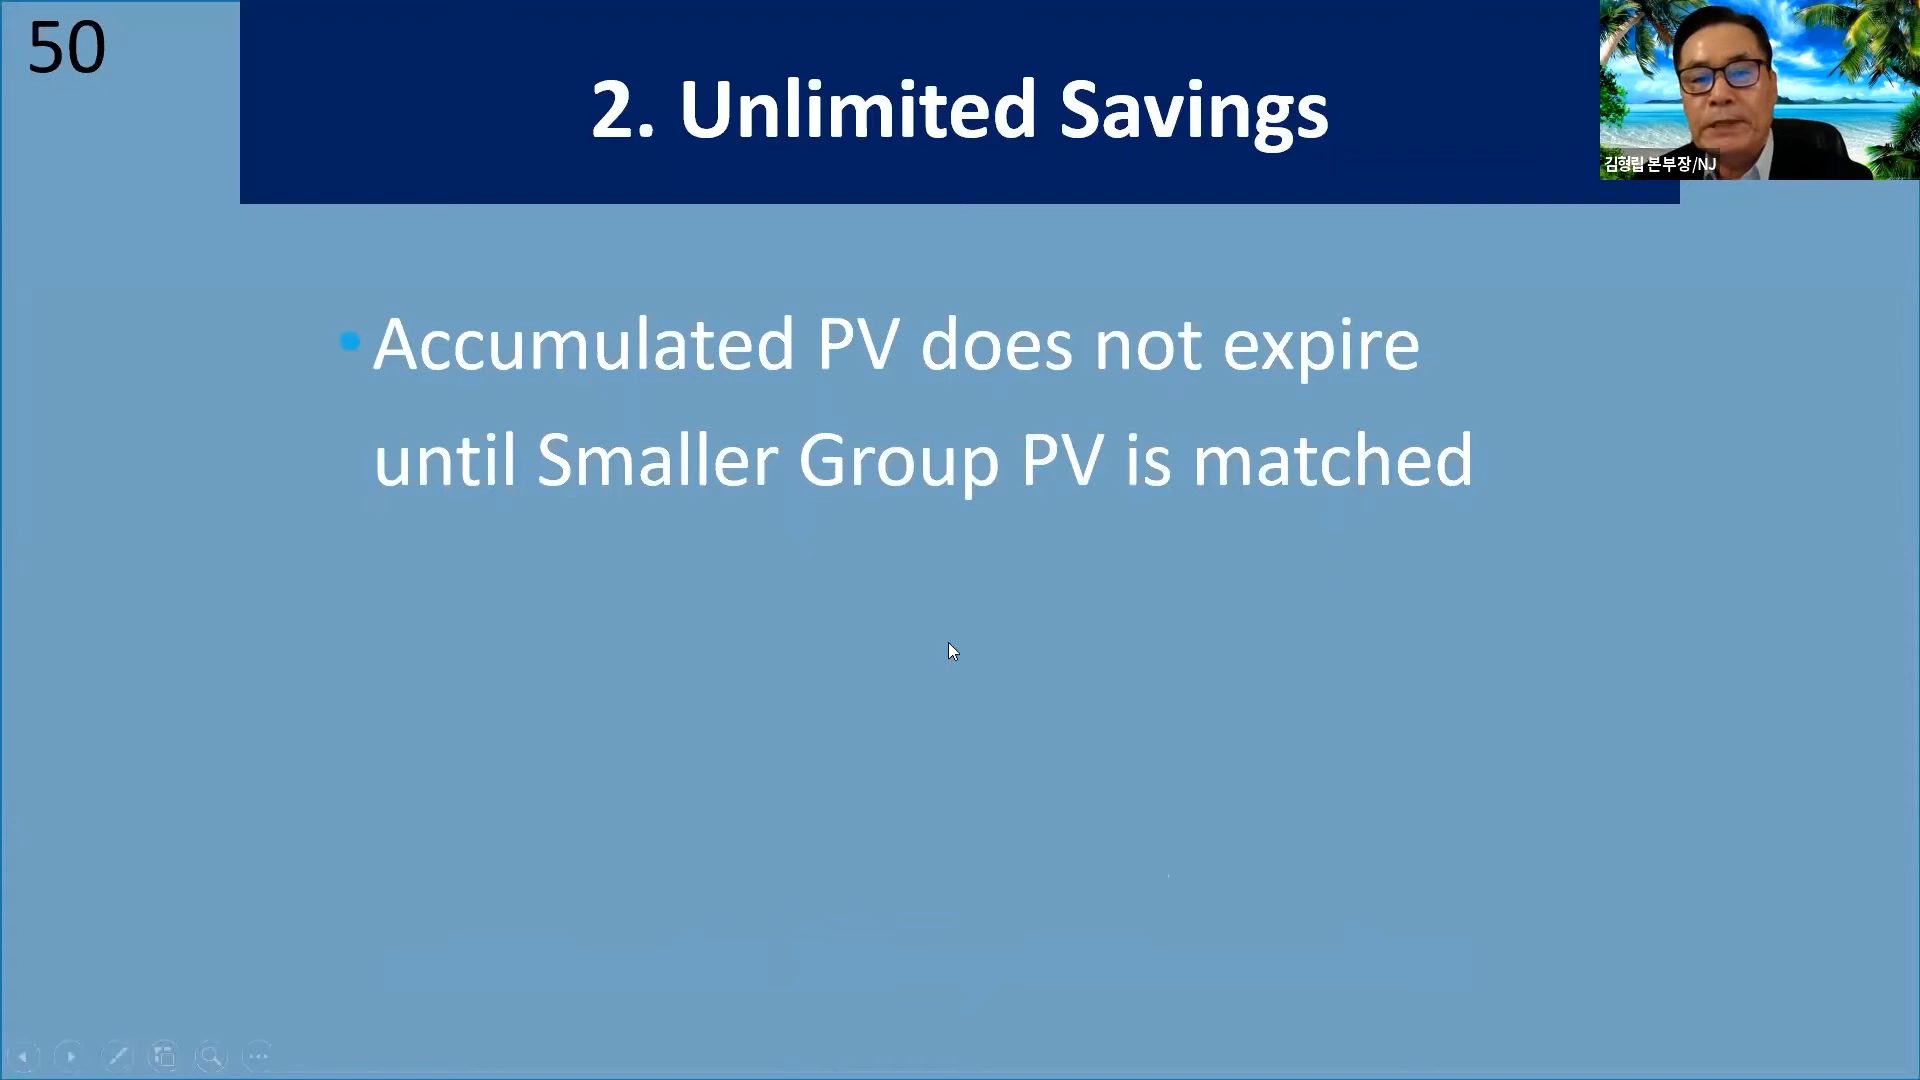 50
2. Unlimited Savings
김형립 본부장/NJ
• Accumulated PV does not expire
until Smaller Group PV is matched